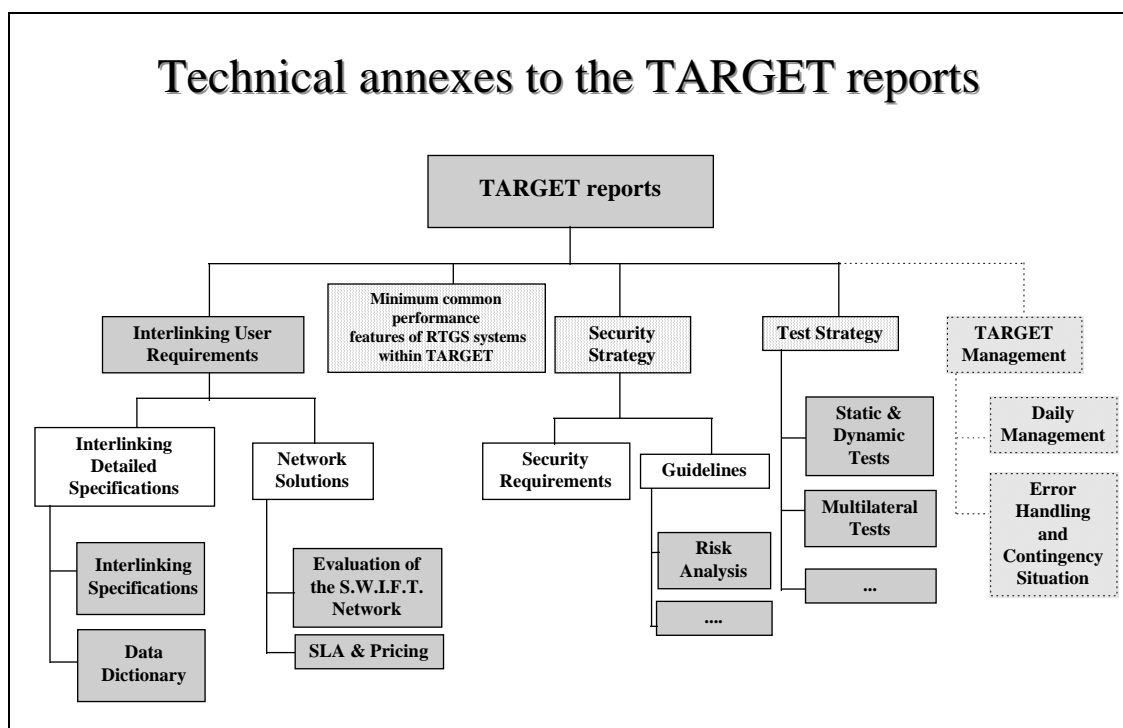 Technical annexes to the TARGET reports
TARGET reports
Interlinking User
Requirements
Minimum common
performance
features of RTGS systems
within TARGET
Security
Strategy
Test Strategy
TARGET
Management
Interlinking
Detailed
Specifications
Network
Solutions
Security
Requirements
Guidelines
Static &
Dynamic
Tests
Daily
Management
Interlinking
Specifications
Evaluation of
the S.W.I.F.T.
Network
Risk
Analysis
Multilateral
Tests
Error
Handling
and
Contingency
Situation
Data
Dictionary
SLA & Pricing
....
...